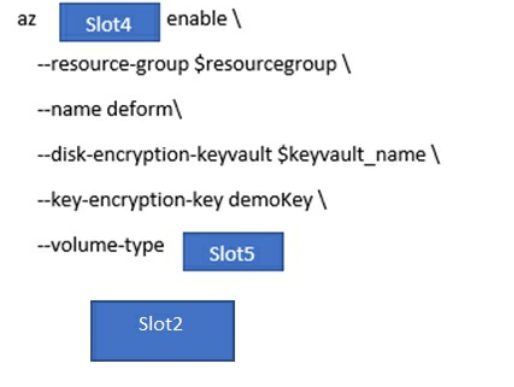 az Slot4 enable \
--resource-group $resourcegroup \
--name deform\
--disk-encryption-keyvault $keyvault_name \
--key-encryption-key demoKey \
--volume-type Slot5
Slot2